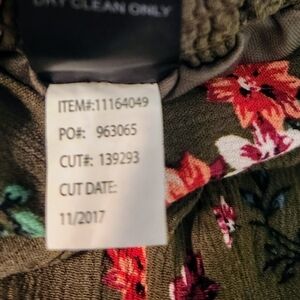 DRY CLEAN ONLY
ITEM#:11164049
PO#: 963065
CUT#: 139293
CUT DATE:
11/2017